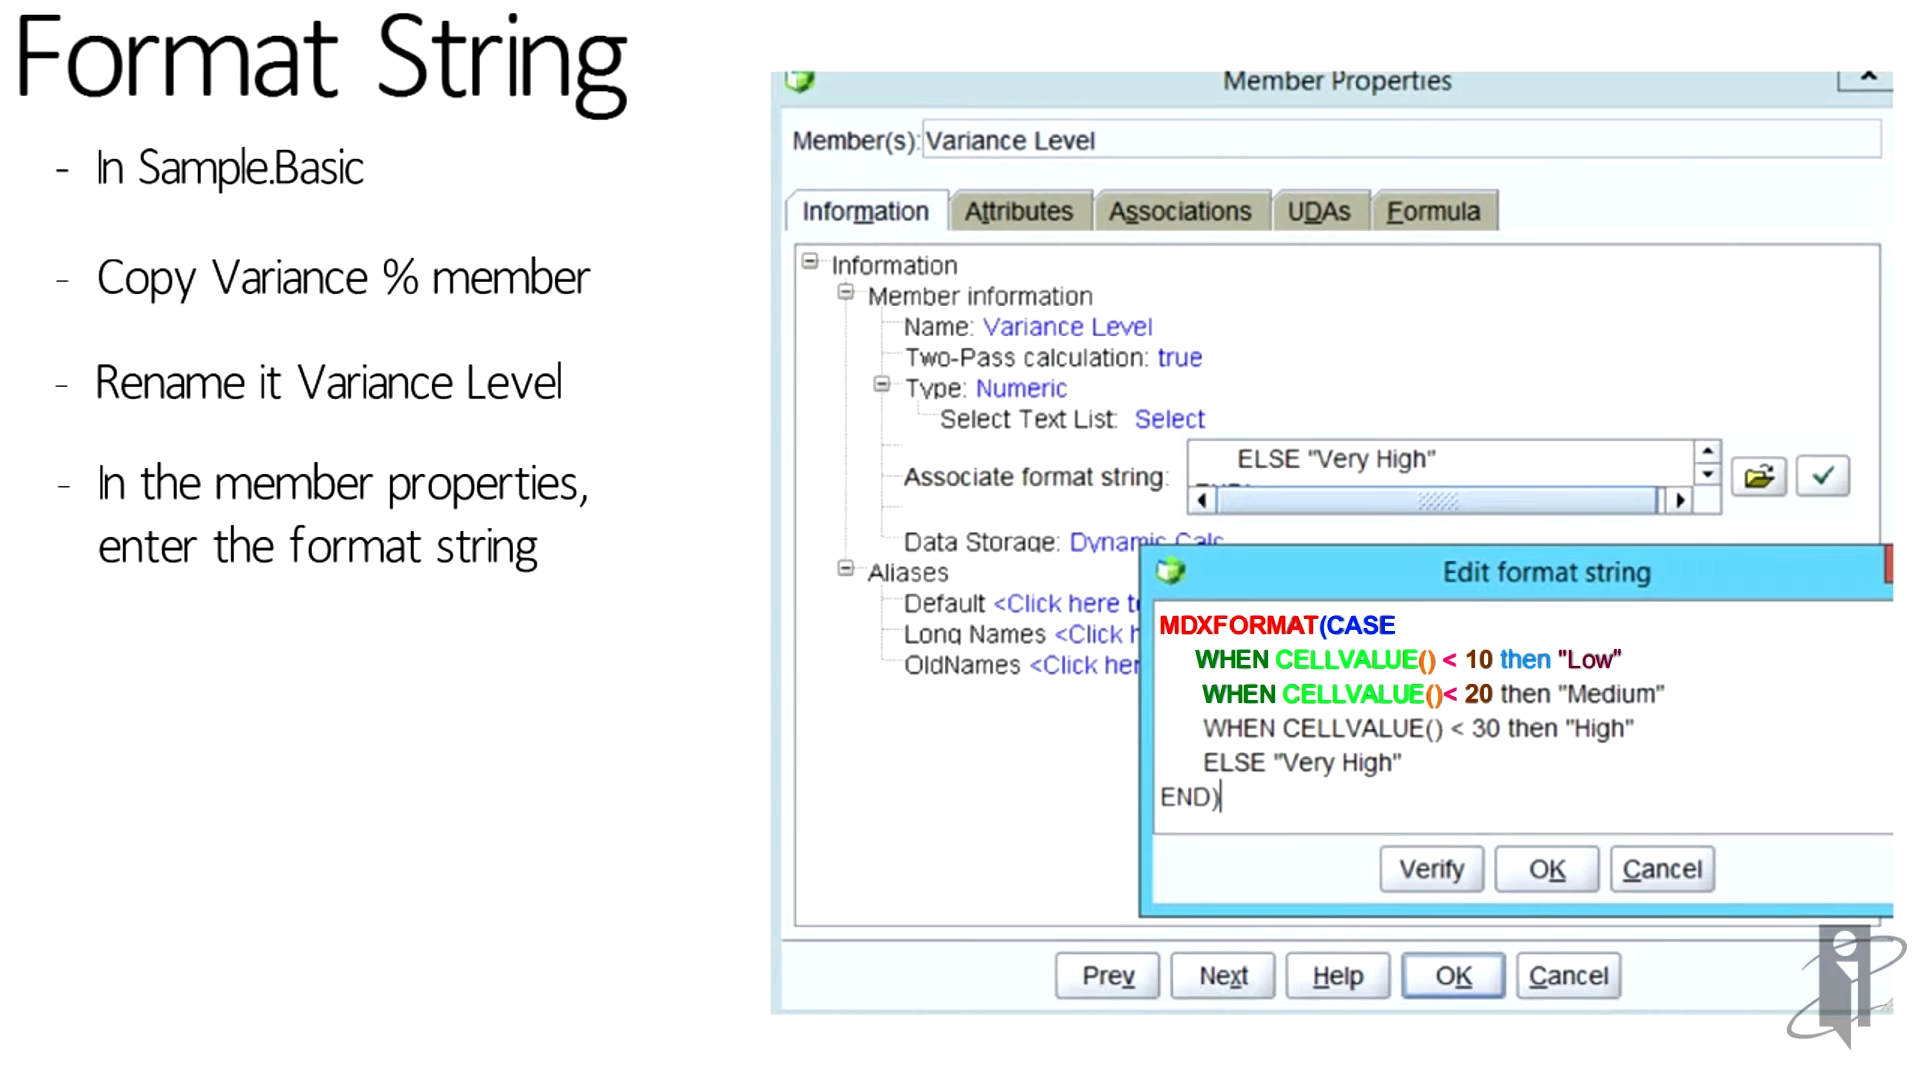 Format String
- In Sample.Basic
- Copy Variance % member
- Rename it Variance Level
- In the member properties,
enter the format string
Member Properties
Member(s): Variance Level
Information Attributes Associations UDAs Formula
Information
Member information
Name: Variance Level
Two-Pass calculation: true
Type: Numeric
Select Text List: Select
ELSE "Very High"
Associate format string:
Data Storage: Dynamic Calc
Aliases
Default <Click here
Long Names <Click
OldNames <Click
Edit format string
MDXFORMAT(CASE
WHEN CELLVALUE() < 10 then "Low"
WHEN CELLVALUE()< 20 then "Medium"
WHEN CELLVALUE() < 30 then "High"
ELSE "Very High"
END)
Verify OK Cancel
Prev Next Help OK Cancel